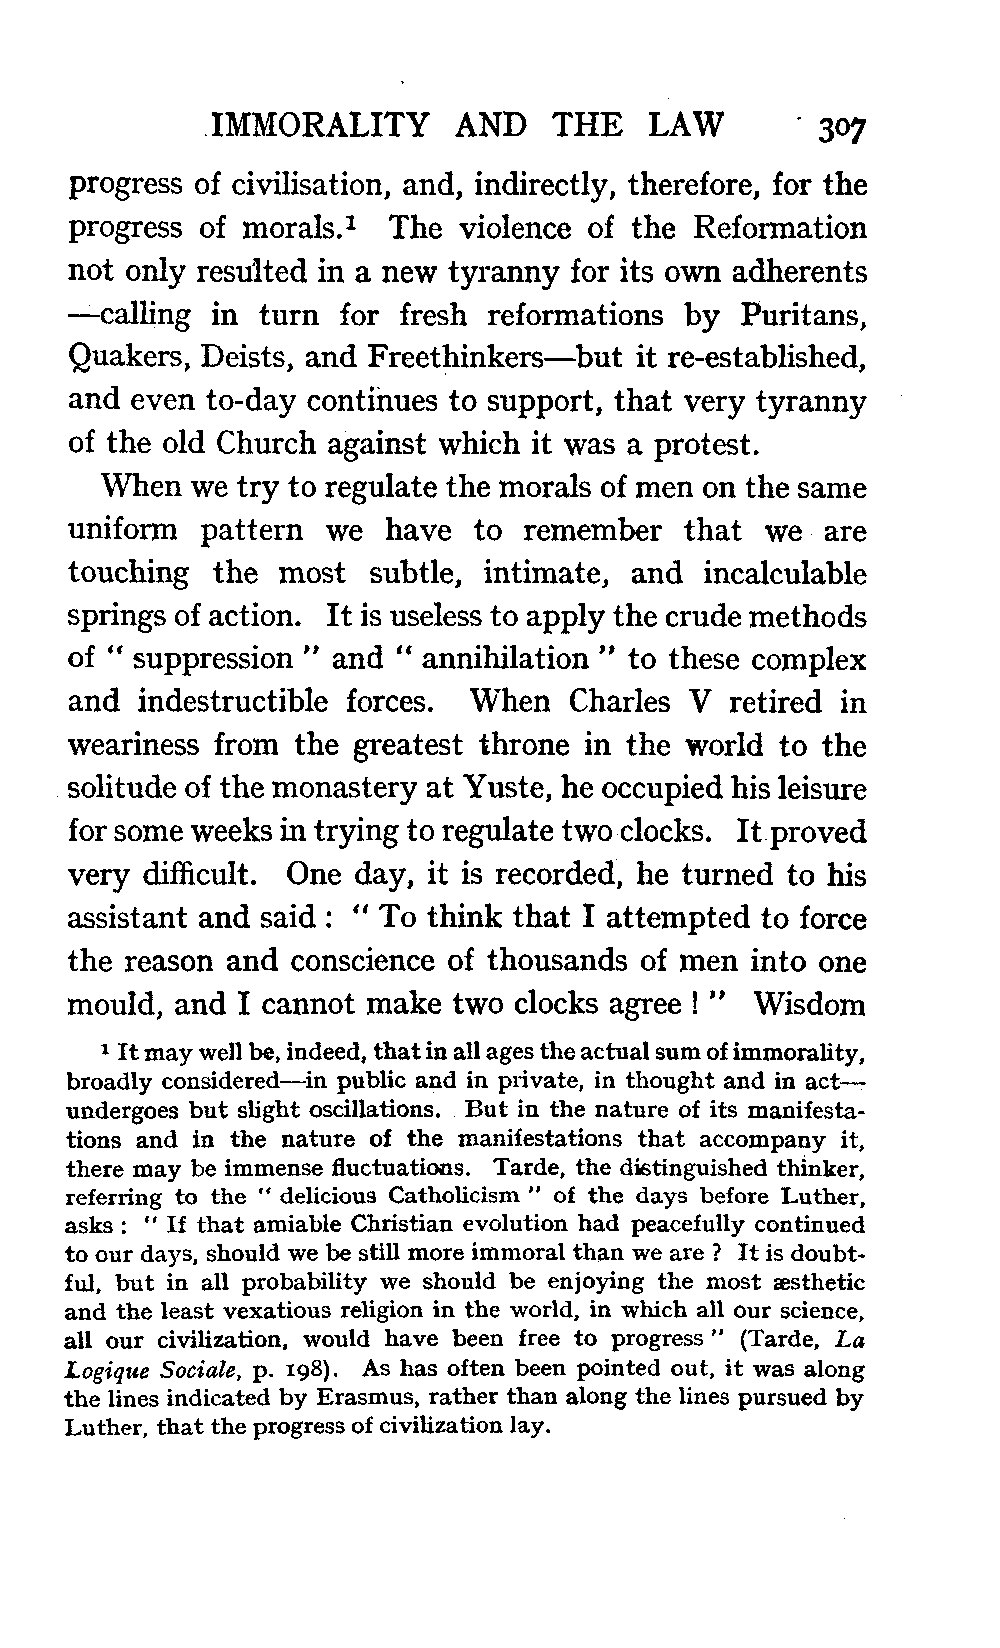 IMMORALITY AND THE LAW 307
progress of civilisation, and, indirectly, therefore, for the
progress of morals.¹ The violence of the Reformation
not only resulted in a new tyranny for its own adherents
—calling in turn for fresh reformations by Puritans,
Quakers, Deists, and Freethinkers—but it re-established,
and even to-day continues to support, that very tyranny
of the old Church against which it was a protest.
When we try to regulate the morals of men on the same
uniform pattern we have to remember that we are
touching the most subtle, intimate, and incalculable
springs of action. It is useless to apply the crude methods
of " suppression " and " annihilation " to these complex
and indestructible forces. When Charles V retired in
weariness from the greatest throne in the world to the
solitude of the monastery at Yuste, he occupied his leisure
for some weeks in trying to regulate two clocks. It proved
very difficult. One day, it is recorded, he turned to his
assistant and said : " To think that I attempted to force
the reason and conscience of thousands of men into one
mould, and I cannot make two clocks agree ! " Wisdom
¹ It may well be, indeed, that in all ages the actual sum of immorality,
broadly considered—in public and in private, in thought and in act—
undergoes but slight oscillations. But in the nature of its manifesta-
tions and in the nature of the manifestations that accompany it,
there may be immense fluctuations. Tarde, the distinguished thinker,
referring to the " delicious Catholicism " of the days before Luther,
asks : " If that amiable Christian evolution had peacefully continued
to our days, should we be still more immoral than we are ? It is doubt-
ful, but in all probability we should be enjoying the most æsthetic
and the least vexatious religion in the world, in which all our science,
all our civilization, would have been free to progress " (Tarde, La
Logique Sociale, p. 198). As has often been pointed out, it was along
the lines indicated by Erasmus, rather than along the lines pursued by
Luther, that the progress of civilization lay.